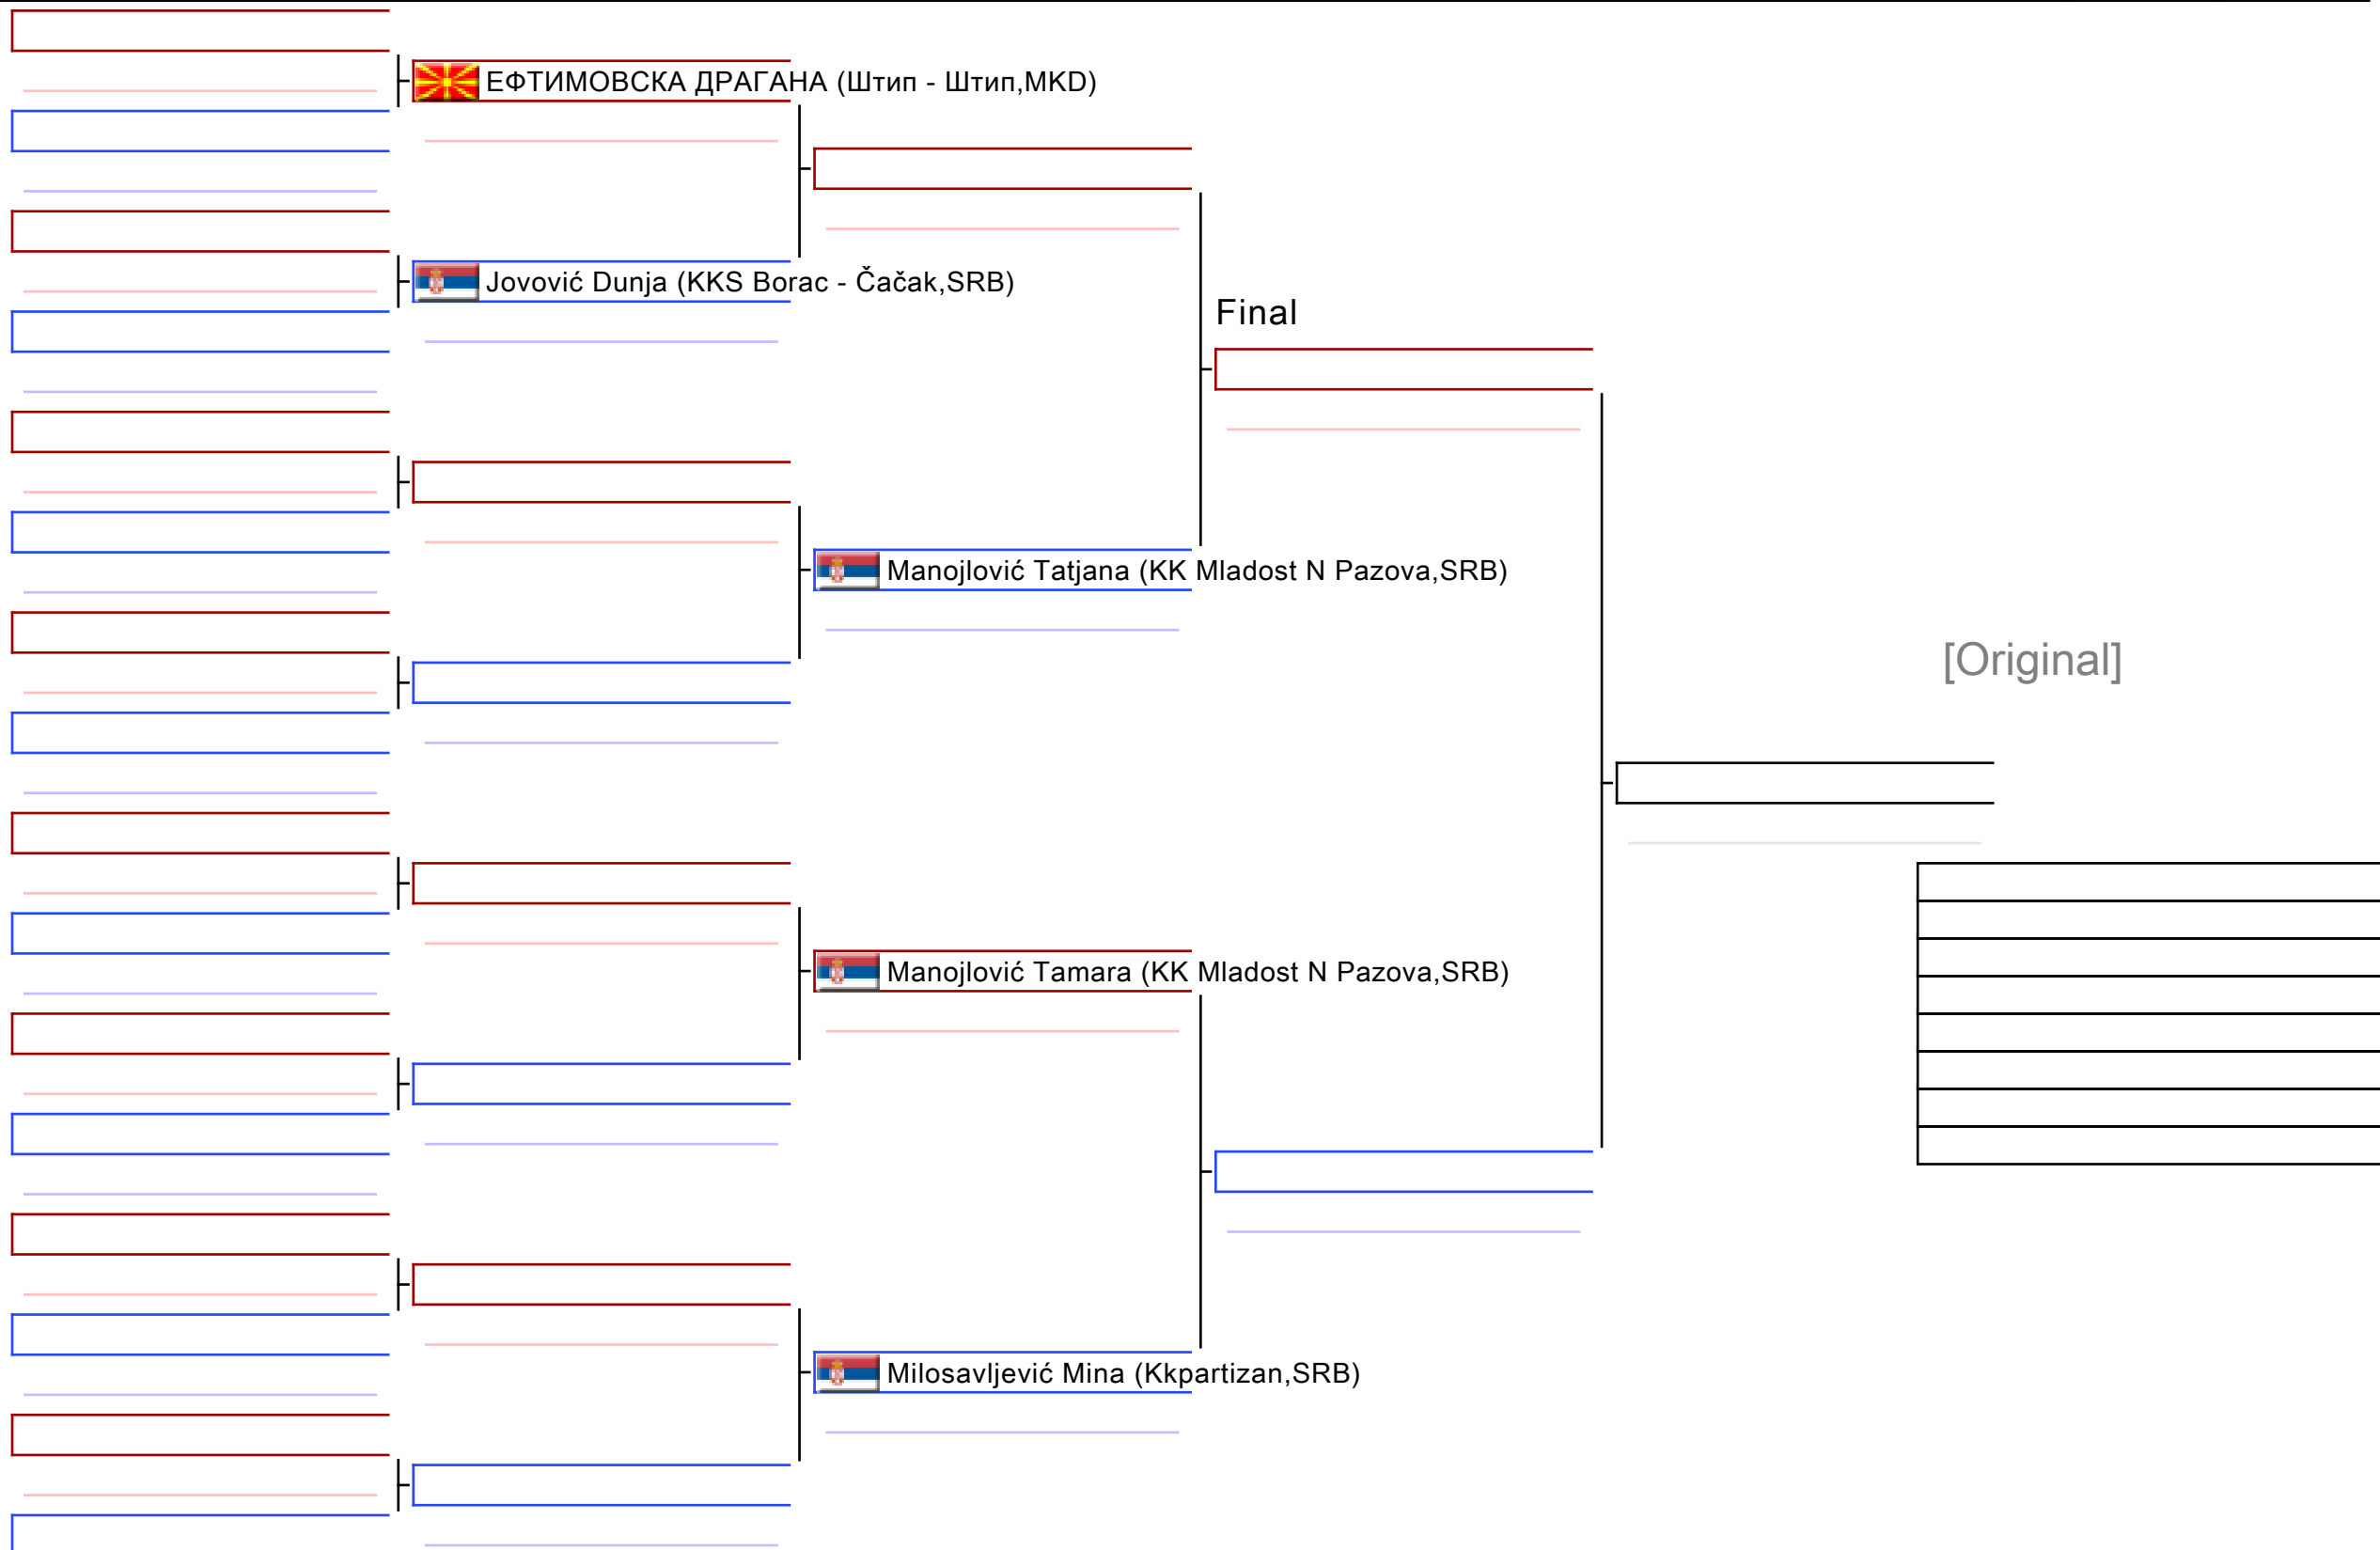 ЕФТИМОВСКА ДРАГАНА (Штип - Штип,MKD)
Jovović Dunja (KKS Borac - Čačak,SRB)
Final
Manojlović Tatjana (KK Mladost N Pazova,SRB)
[Original]
Manojlović Tamara (KK Mladost N Pazova,SRB)
Milosavljević Mina (Kkpartizan,SRB)